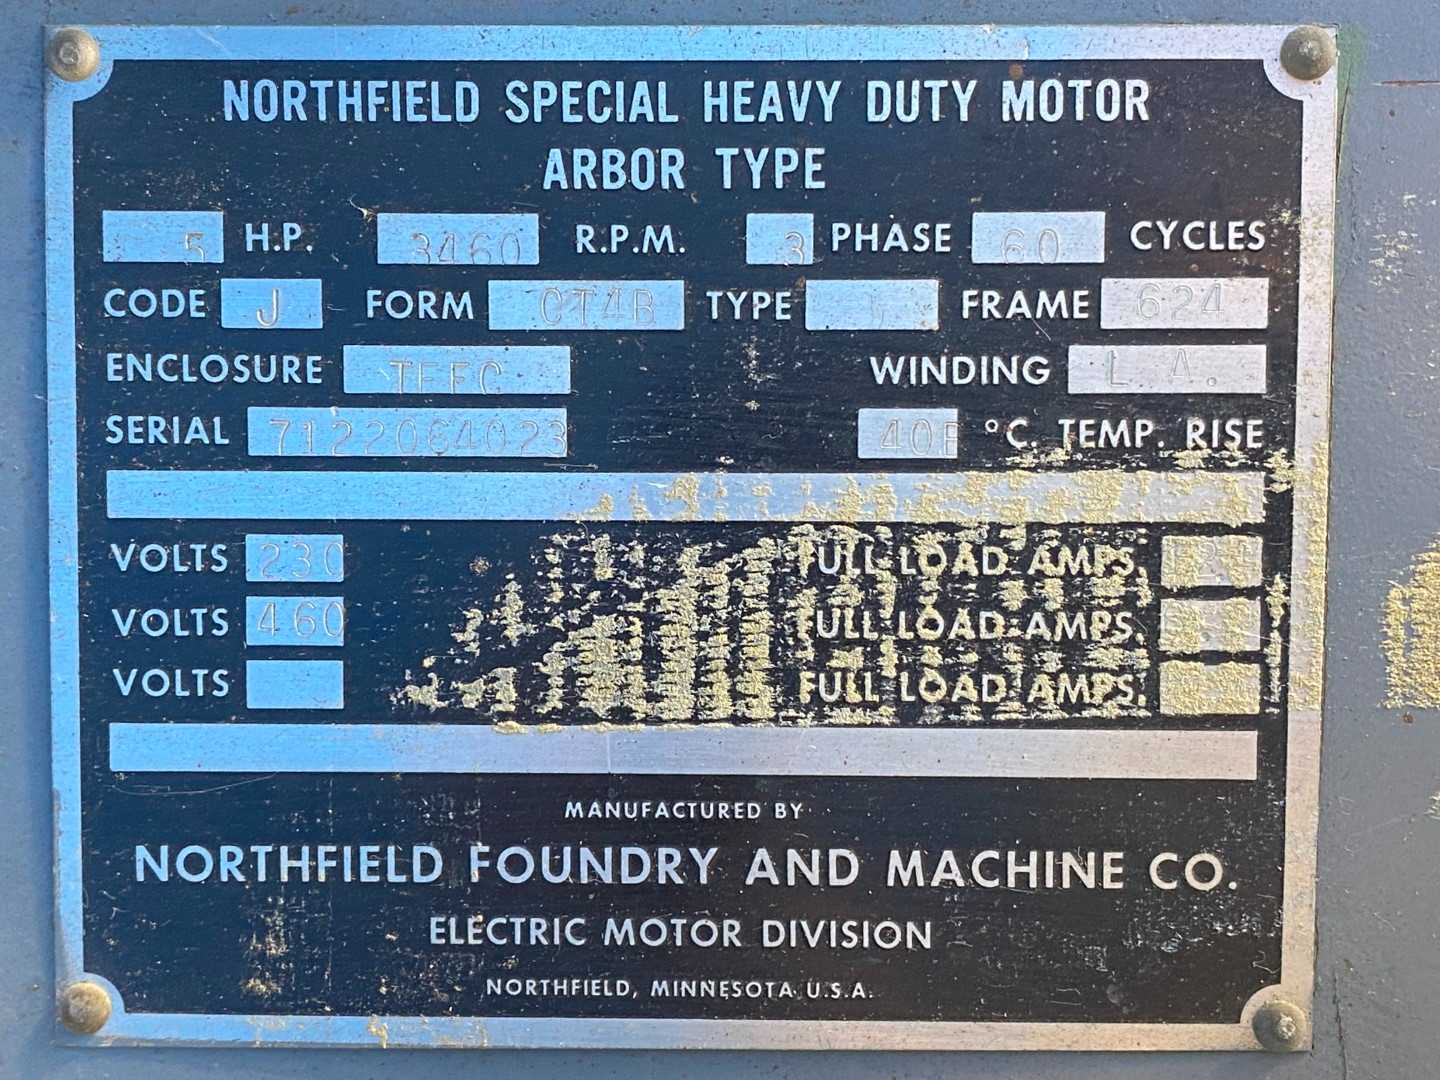 NORTHFIELD SPECIAL HEAVY DUTY MOTOR
ARBOR TYPE
5 H.P. 3460 R.P.M. 3 PHASE 60 CYCLES
CODE J FORM CT4B TYPE FRAME 624
ENCLOSURE TEFC WINDING L A.
SERIAL 7122064023 40 °C. TEMP. RISE
VOLTS 230 FULL LOAD AMPS.
VOLTS 460 FULL LOAD AMPS.
VOLTS FULL LOAD AMPS.
MANUFACTURED BY
NORTHFIELD FOUNDRY AND MACHINE CO.
ELECTRIC MOTOR DIVISION
NORTHFIELD, MINNESOTA U.S.A.